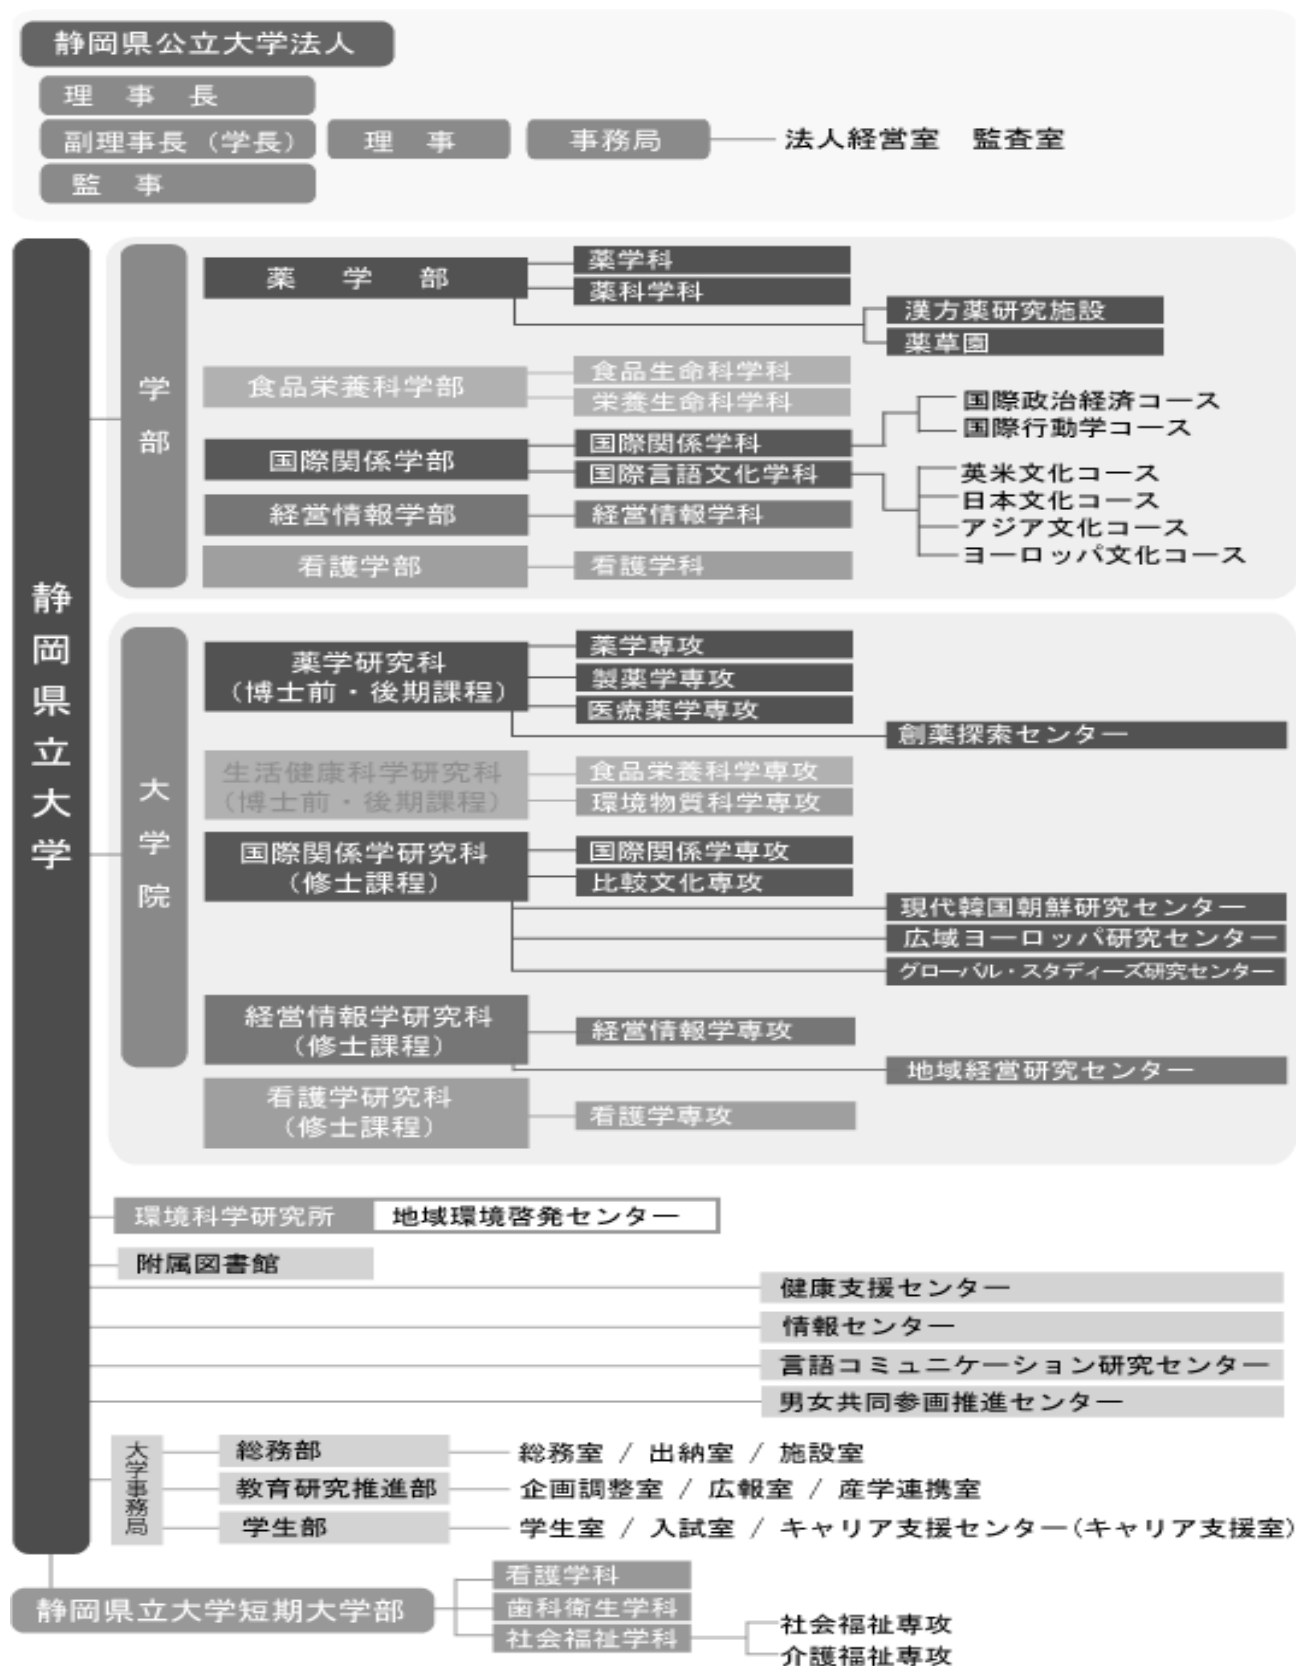 静岡県公立大学法人
理 事 長
副理事長（学長） 理 事 事務局 法人経営室 監査室
監 事
静岡県立大学
学部
薬 学 部
薬学科
薬科学科
漢方薬研究施設
薬草園
食品栄養科学部
食品生命科学科
栄養生命科学科
国際関係学部
国際関係学科
国際政治経済コース
国際行動学コース
国際言語文化学科
英米文化コース
日本文化コース
アジア文化コース
ヨーロッパ文化コース
経営情報学部 経営情報学科
看護学部 看護学科
大学院
薬学研究科
（博士前・後期課程）
薬学専攻
製薬学専攻
医療薬学専攻
創薬探索センター
生活健康科学研究科
（博士前・後期課程）
食品栄養科学専攻
環境物質科学専攻
国際関係学研究科
（修士課程）
国際関係学専攻
比較文化専攻
現代韓国朝鮮研究センター
広域ヨーロッパ研究センター
グローバル・スタディーズ研究センター
経営情報学研究科
（修士課程）
経営情報学専攻
地域経営研究センター
看護学研究科
（修士課程）
看護学専攻
環境科学研究所 地域環境啓発センター
附属図書館
健康支援センター
情報センター
言語コミュニケーション研究センター
男女共同参画推進センター
大学事務局
総務部 総務室 / 出納室 / 施設室
教育研究推進部 企画調整室 / 広報室 / 産学連携室
学生部 学生室 / 入試室 / キャリア支援センター(キャリア支援室)
静岡県立大学短期大学部
看護学科
歯科衛生学科
社会福祉学科
社会福祉専攻
介護福祉専攻